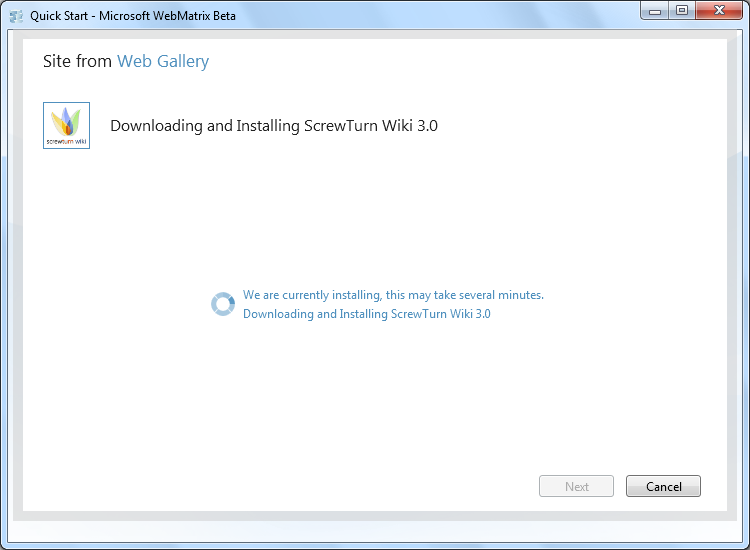 Quick Start - Microsoft WebMatrix Beta
Site from Web Gallery
screwturn wiki
Downloading and Installing ScrewTurn Wiki 3.0
We are currently installing, this may take several minutes.
Downloading and Installing ScrewTurn Wiki 3.0
Next
Cancel